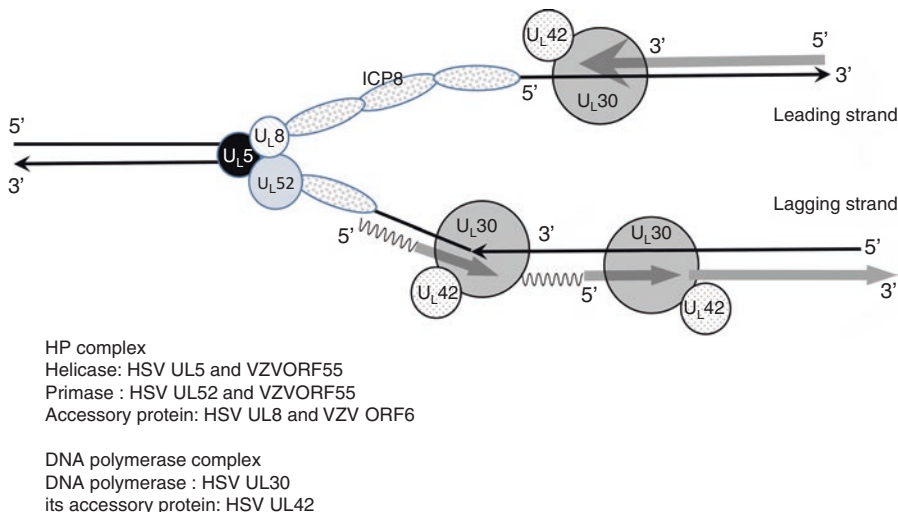 UL42
3’
5’
ICP8
5’
UL30
3’
Leading strand
5’
UL8
UL5
3’
UL52
Lagging strand
5’
UL30
3’
UL30
5’
UL42
5’
UL42
3’
HP complex
Helicase: HSV UL5 and VZVORF55
Primase : HSV UL52 and VZVORF55
Accessory protein: HSV UL8 and VZV ORF6
DNA polymerase complex
DNA polymerase : HSV UL30
its accessory protein: HSV UL42